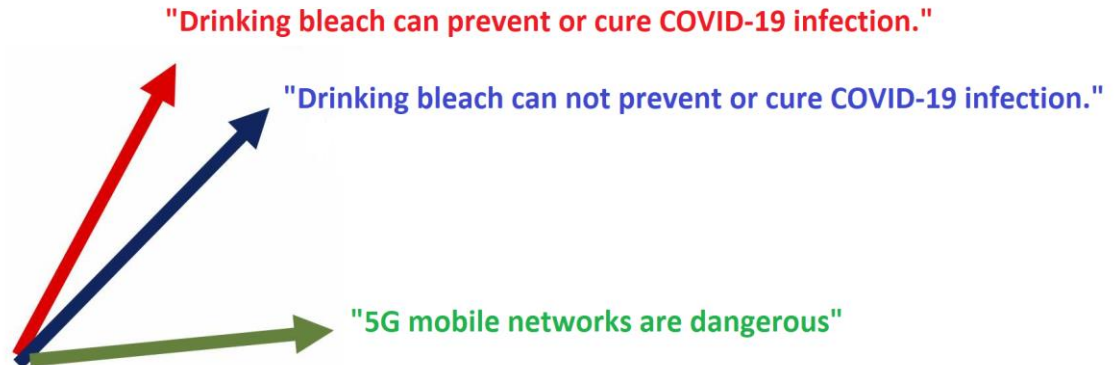 "Drinking bleach can prevent or cure COVID-19 infection."
"Drinking bleach can not prevent or cure COVID-19 infection."
"5G mobile networks are dangerous"